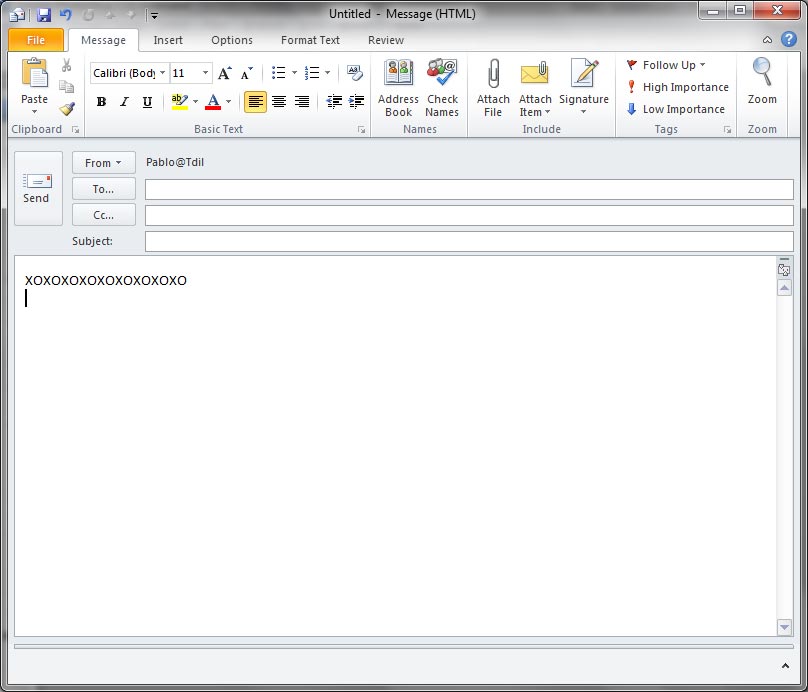 Untitled - Message (HTML)
File Message Insert Options Format Text Review
Calibri (Body 11
Paste
B I U ab A
Address Book
Check Names
Attach File
Attach Item
Signature
Follow Up
High Importance
Low Importance
Zoom
Clipboard Basic Text Names Include Tags Zoom
Send
From Pablo@Tdil
To...
Cc...
Subject:
XOXOXOXOXOXOXOXOXO